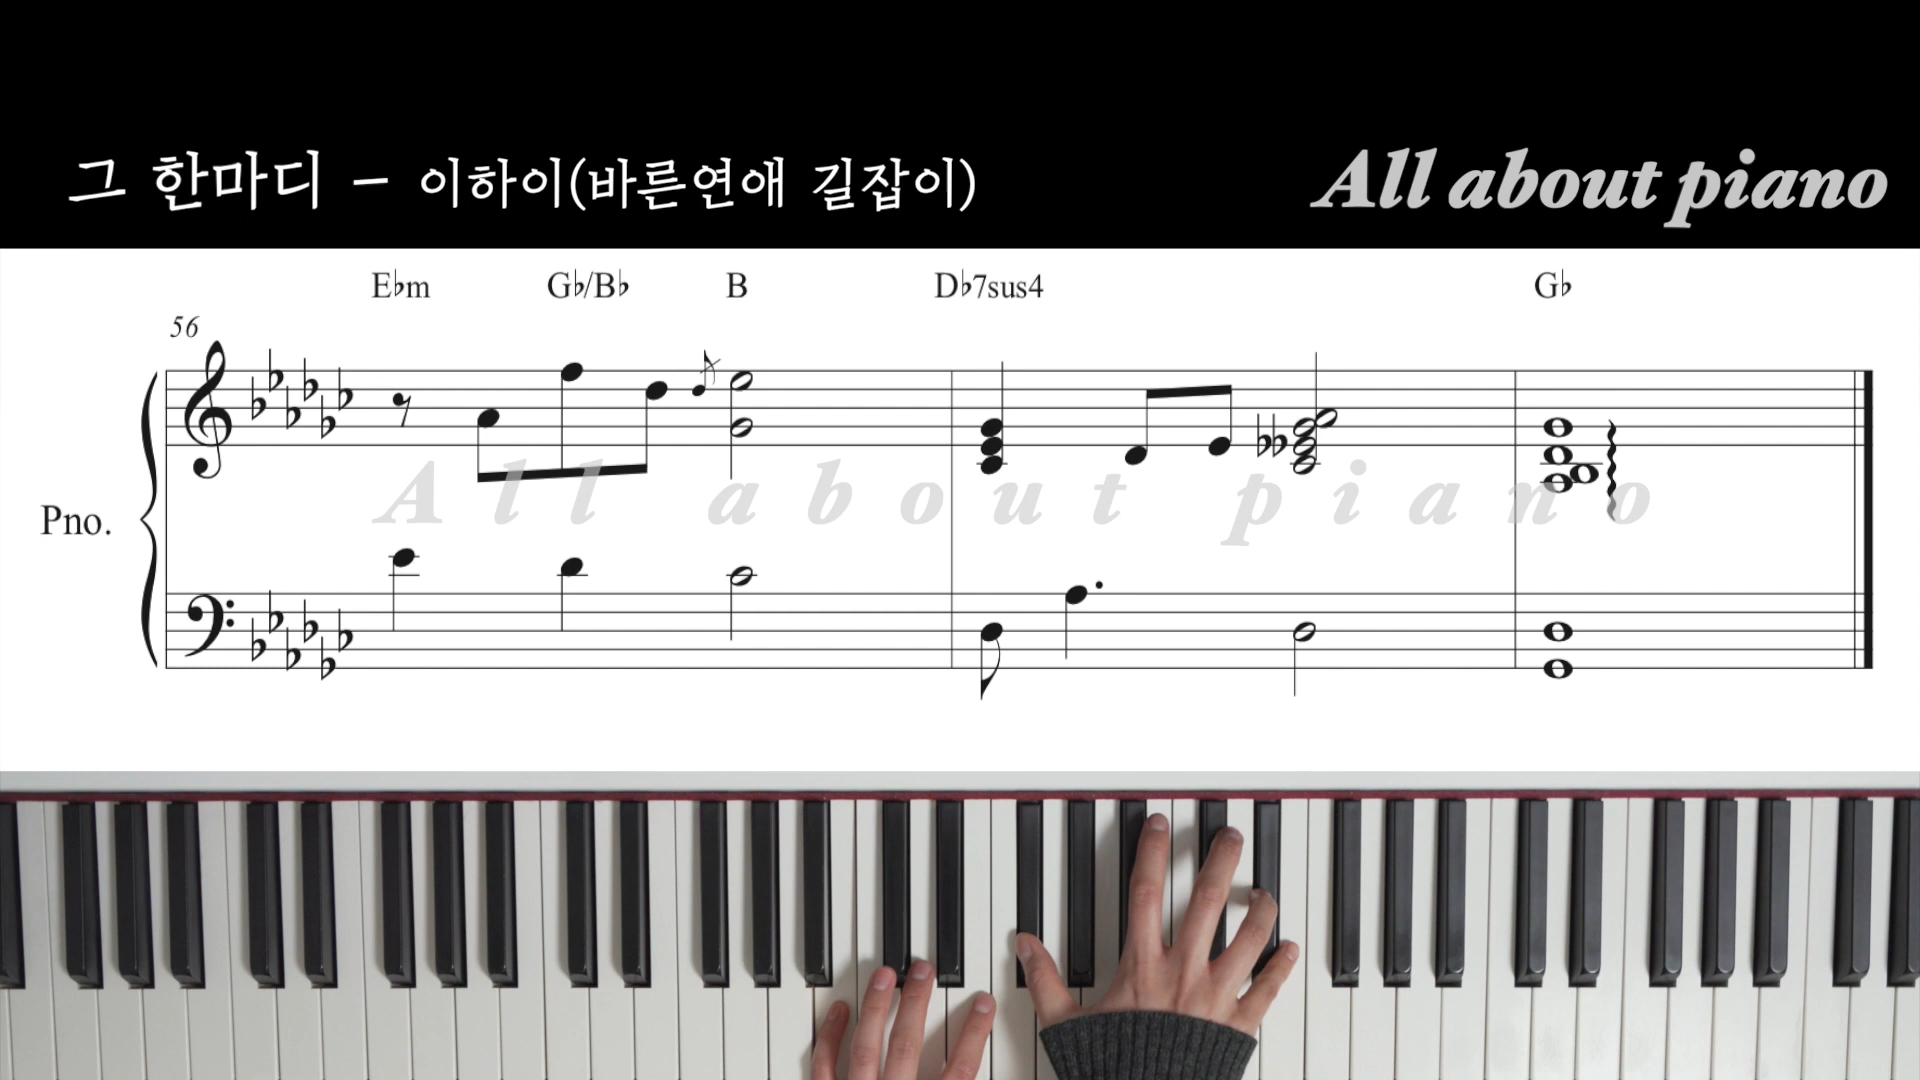 그 한마디 – 이하이(바른연애 길잡이)
All about piano
E♭m G♭/B♭ B D♭7sus4 G♭
56
Pno.
All about piano